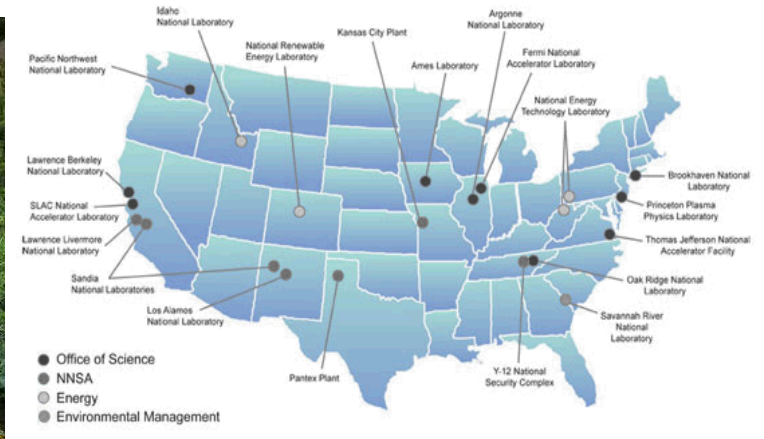 Idaho
National Laboratory
Argonne
National Laboratory
Kansas City Plant
National Renewable
Energy Laboratory
Fermi National
Accelerator Laboratory
Pacific Northwest
National Laboratory
Ames Laboratory
National Energy
Technology Laboratory
Lawrence Berkeley
National Laboratory
Brookhaven National
Laboratory
SLAC National
Accelerator Laboratory
Princeton Plasma
Physics Laboratory
Lawrence Livermore
National Laboratory
Thomas Jefferson National
Accelerator Facility
Sandia
National Laboratories
Oak Ridge National
Laboratory
Los Alamos
National Laboratory
Savannah River
National
Laboratory
Pantex Plant
Y-12 National
Security Complex
Office of Science
NNSA
Energy
Environmental Management